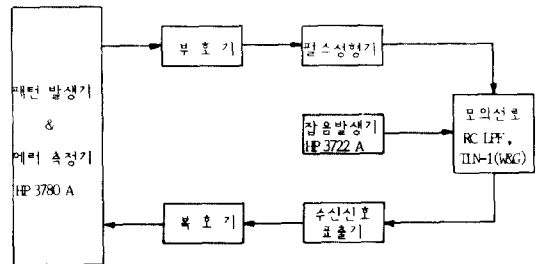 부 호 기
펄스성형기
패턴 발생기
&
에러 측정기
HP 3780 A
잡음발생기
HP 3722 A
모의선로
RC LPF,
TLN-1(W&G)
복 호 기
수신신호
표출기